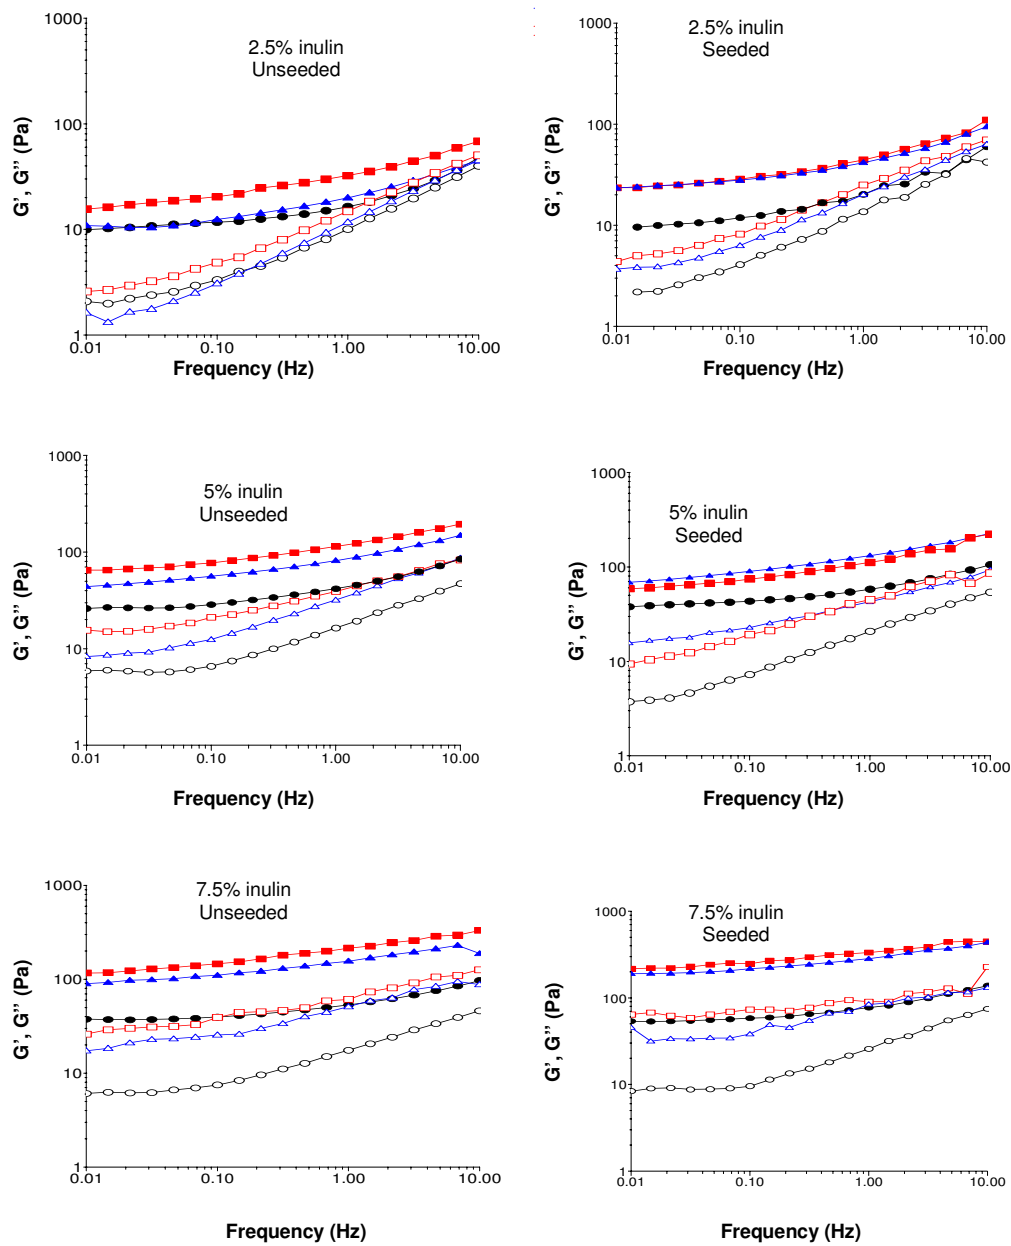 2.5% inulin
Unseeded
G', G'' (Pa)
1000
100
10
1
0.01
0.10
1.00
10.00
Frequency (Hz)
2.5% inulin
Seeded
G', G'' (Pa)
1000
100
10
1
0.01
0.10
1.00
10.00
Frequency (Hz)
5% inulin
Unseeded
G', G'' (Pa)
1000
100
10
1
0.01
0.10
1.00
10.00
Frequency (Hz)
5% inulin
Seeded
G', G'' (Pa)
1000
100
10
1
0.01
0.10
1.00
10.00
Frequency (Hz)
7.5% inulin
Unseeded
G', G'' (Pa)
1000
100
10
1
0.01
0.10
1.00
10.00
Frequency (Hz)
7.5% inulin
Seeded
G', G'' (Pa)
1000
100
10
1
0.01
0.10
1.00
10.00
Frequency (Hz)